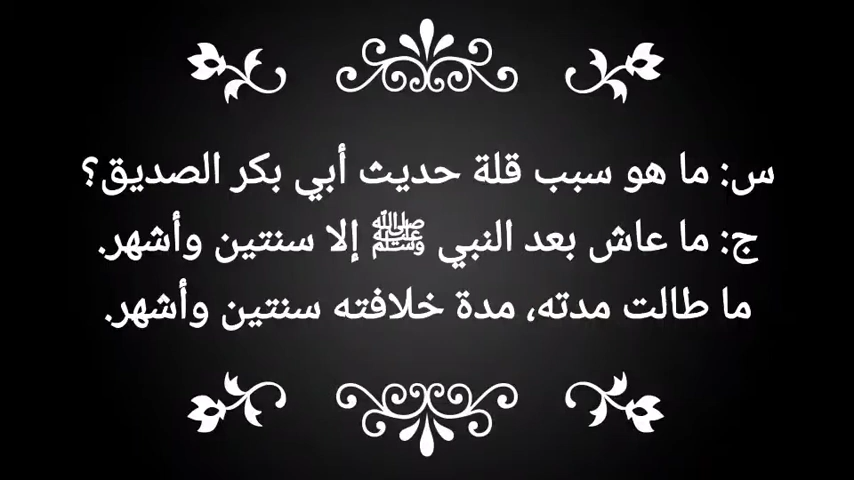 س: ما هو سبب قلة حديث أبي بكر الصديق؟
ج: ما عاش بعد النبي ﷺ إلا سنتين وأشهر.
ما طالت مدته، مدة خلافته سنتين وأشهر.